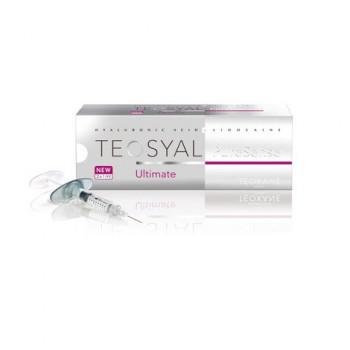 HYALURONIC ACID LIDOCAINE
TEOSYAL PureSense
NEW
Ultimate
TEOXANE